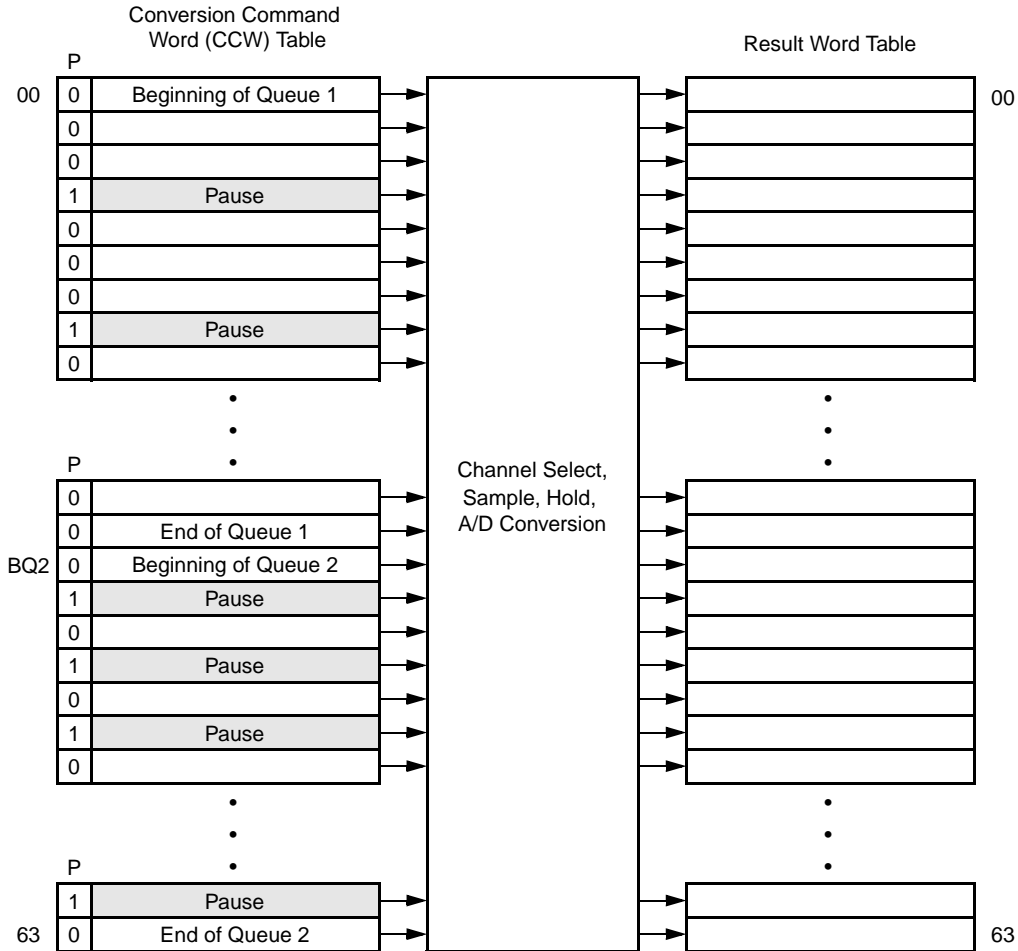 Conversion Command
Word (CCW) Table
Result Word Table
P
00 0 Beginning of Queue 1 00
0
0
1 Pause
0
0
0
1 Pause
0
•
•
•
P
Channel Select,
Sample, Hold,
A/D Conversion
0
0 End of Queue 1
BQ2 0 Beginning of Queue 2
1 Pause
0
1 Pause
0
1 Pause
0
•
•
•
P
1 Pause
63 0 End of Queue 2 63